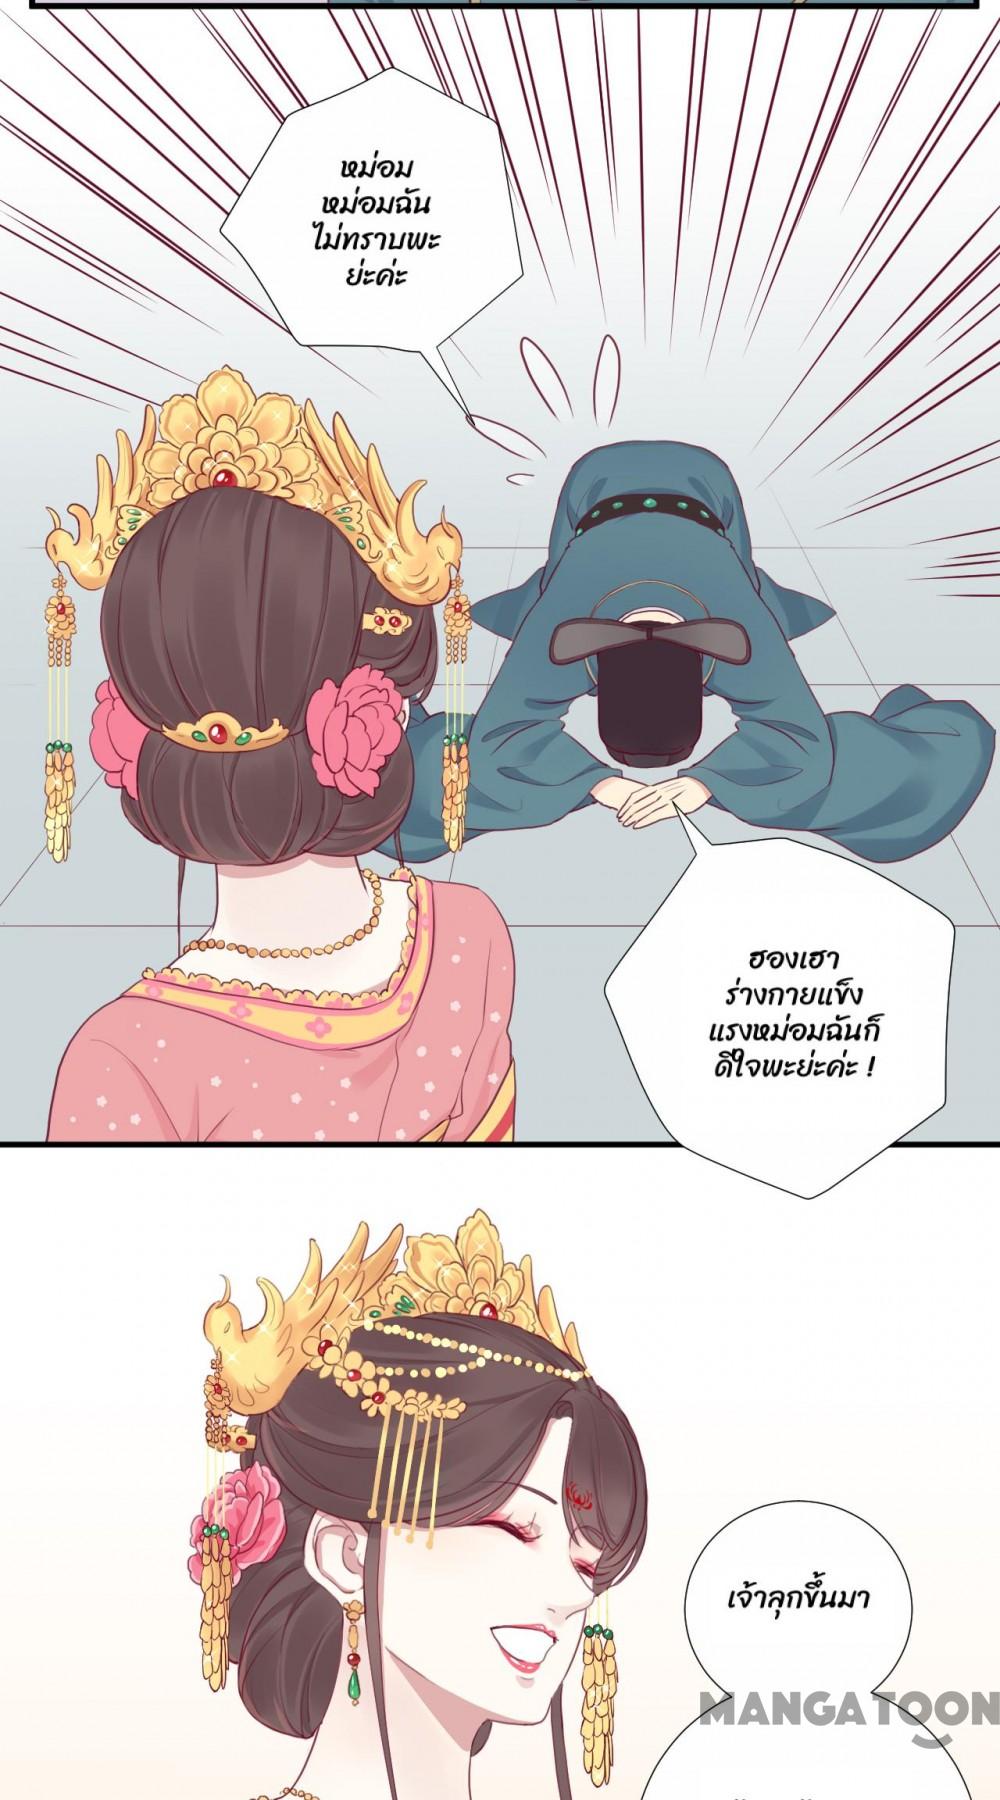 หม่อม
หม่อมฉัน
ไม่ทราบพะ
ย่ะค่ะ
ฮองเฮา
ร่างกายแข็ง
แรงหม่อมฉันก็
ดีใจพะย่ะค่ะ !
เจ้าลุกขึ้นมา
MANGATOON